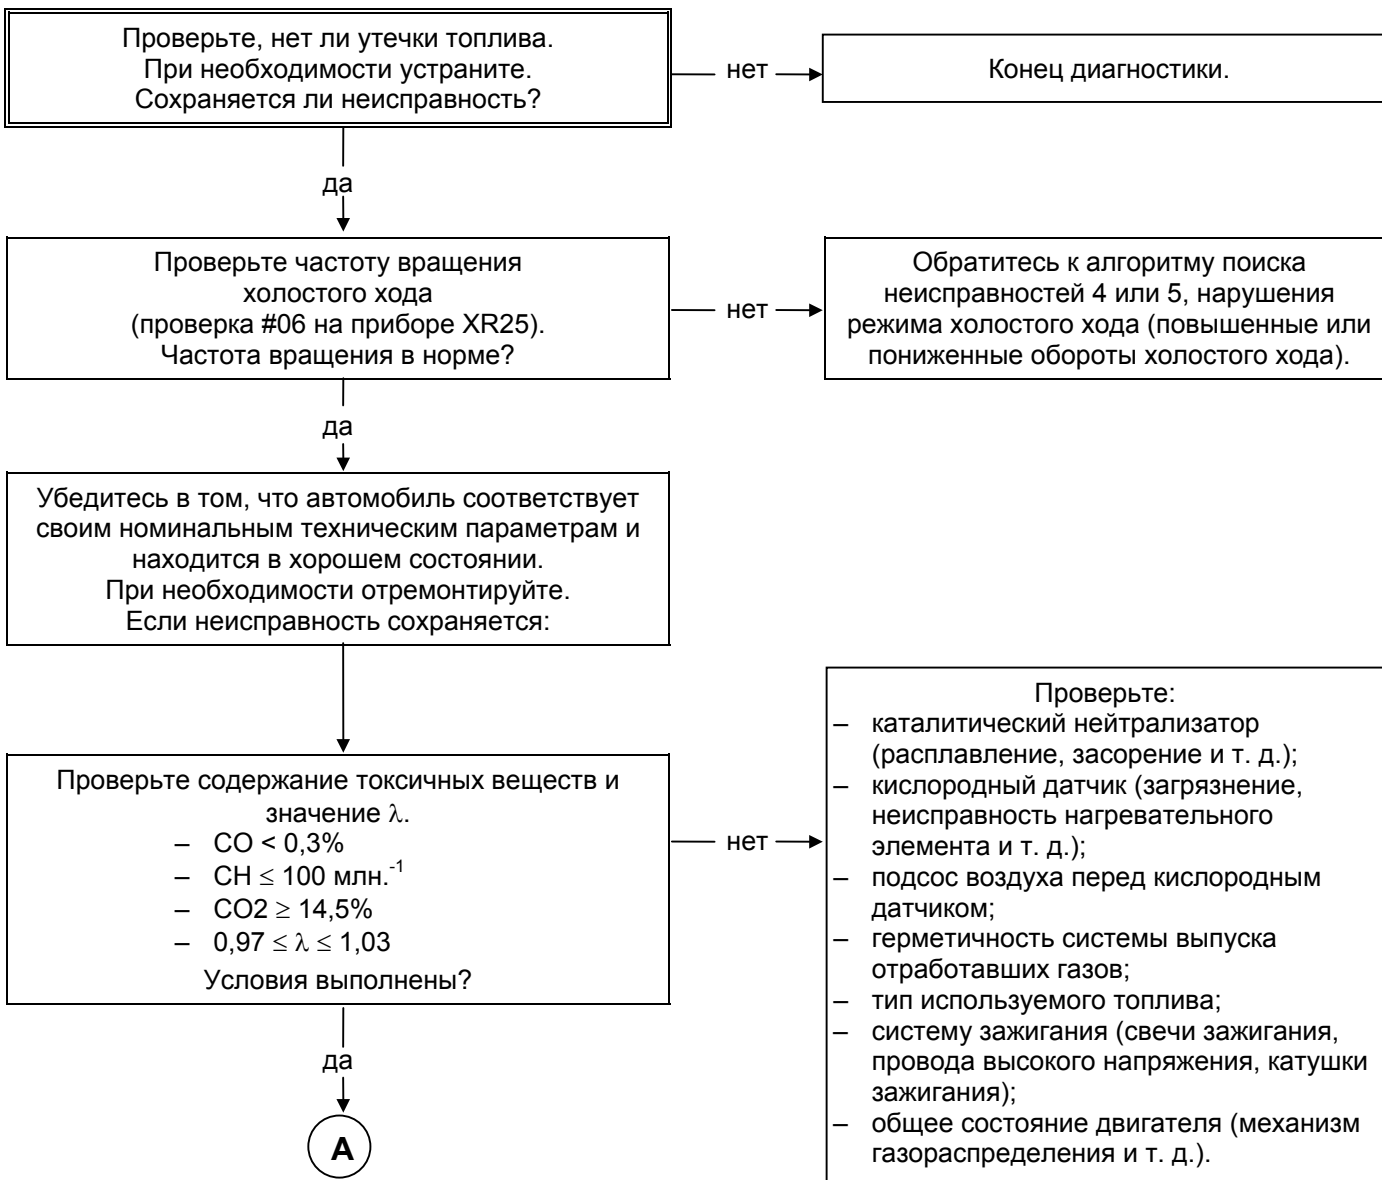 Проверьте, нет ли утечки топлива.
При необходимости устраните.
Сохраняется ли неисправность?
нет
Конец диагностики.
да
Проверьте частоту вращения
холостого хода
(проверка #06 на приборе XR25).
Частота вращения в норме?
нет
Обратитесь к алгоритму поиска
неисправностей 4 или 5, нарушения
режима холостого хода (повышенные или
пониженные обороты холостого хода).
да
Убедитесь в том, что автомобиль соответствует
своим номинальным техническим параметрам и
находится в хорошем состоянии.
При необходимости отремонтируйте.
Если неисправность сохраняется:
Проверьте содержание токсичных веществ и
значение λ.
– CO < 0,3%
– CH ≤ 100 млн.⁻¹
– CO2 ≥ 14,5%
– 0,97 ≤ λ ≤ 1,03
Условия выполнены?
нет
Проверьте:
– каталитический нейтрализатор
(расплавление, засорение и т. д.);
– кислородный датчик (загрязнение,
неисправность нагревательного
элемента и т. д.);
– подсос воздуха перед кислородным
датчиком;
– герметичность системы выпуска
отработавших газов;
– тип используемого топлива;
– систему зажигания (свечи зажигания,
провода высокого напряжения, катушки
зажигания);
– общее состояние двигателя (механизм
газораспределения и т. д.).
да
А